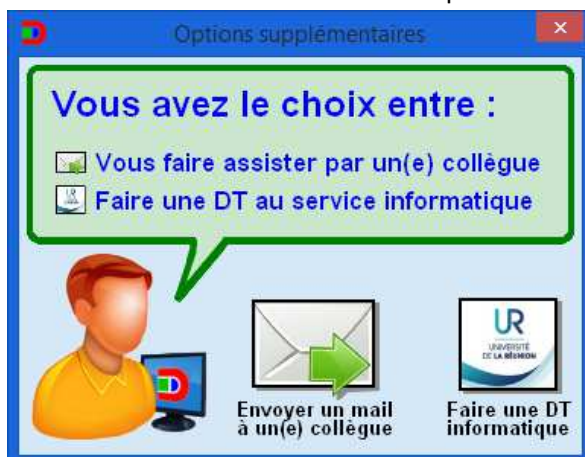 Options supplémentaires
Vous avez le choix entre :
Vous faire assister par un(e) collègue
Faire une DT au service informatique
UR
UNIVERSITÉ
DE LA RÉUNION
Envoyer un mail
à un(e) collègue
Faire une DT
informatique